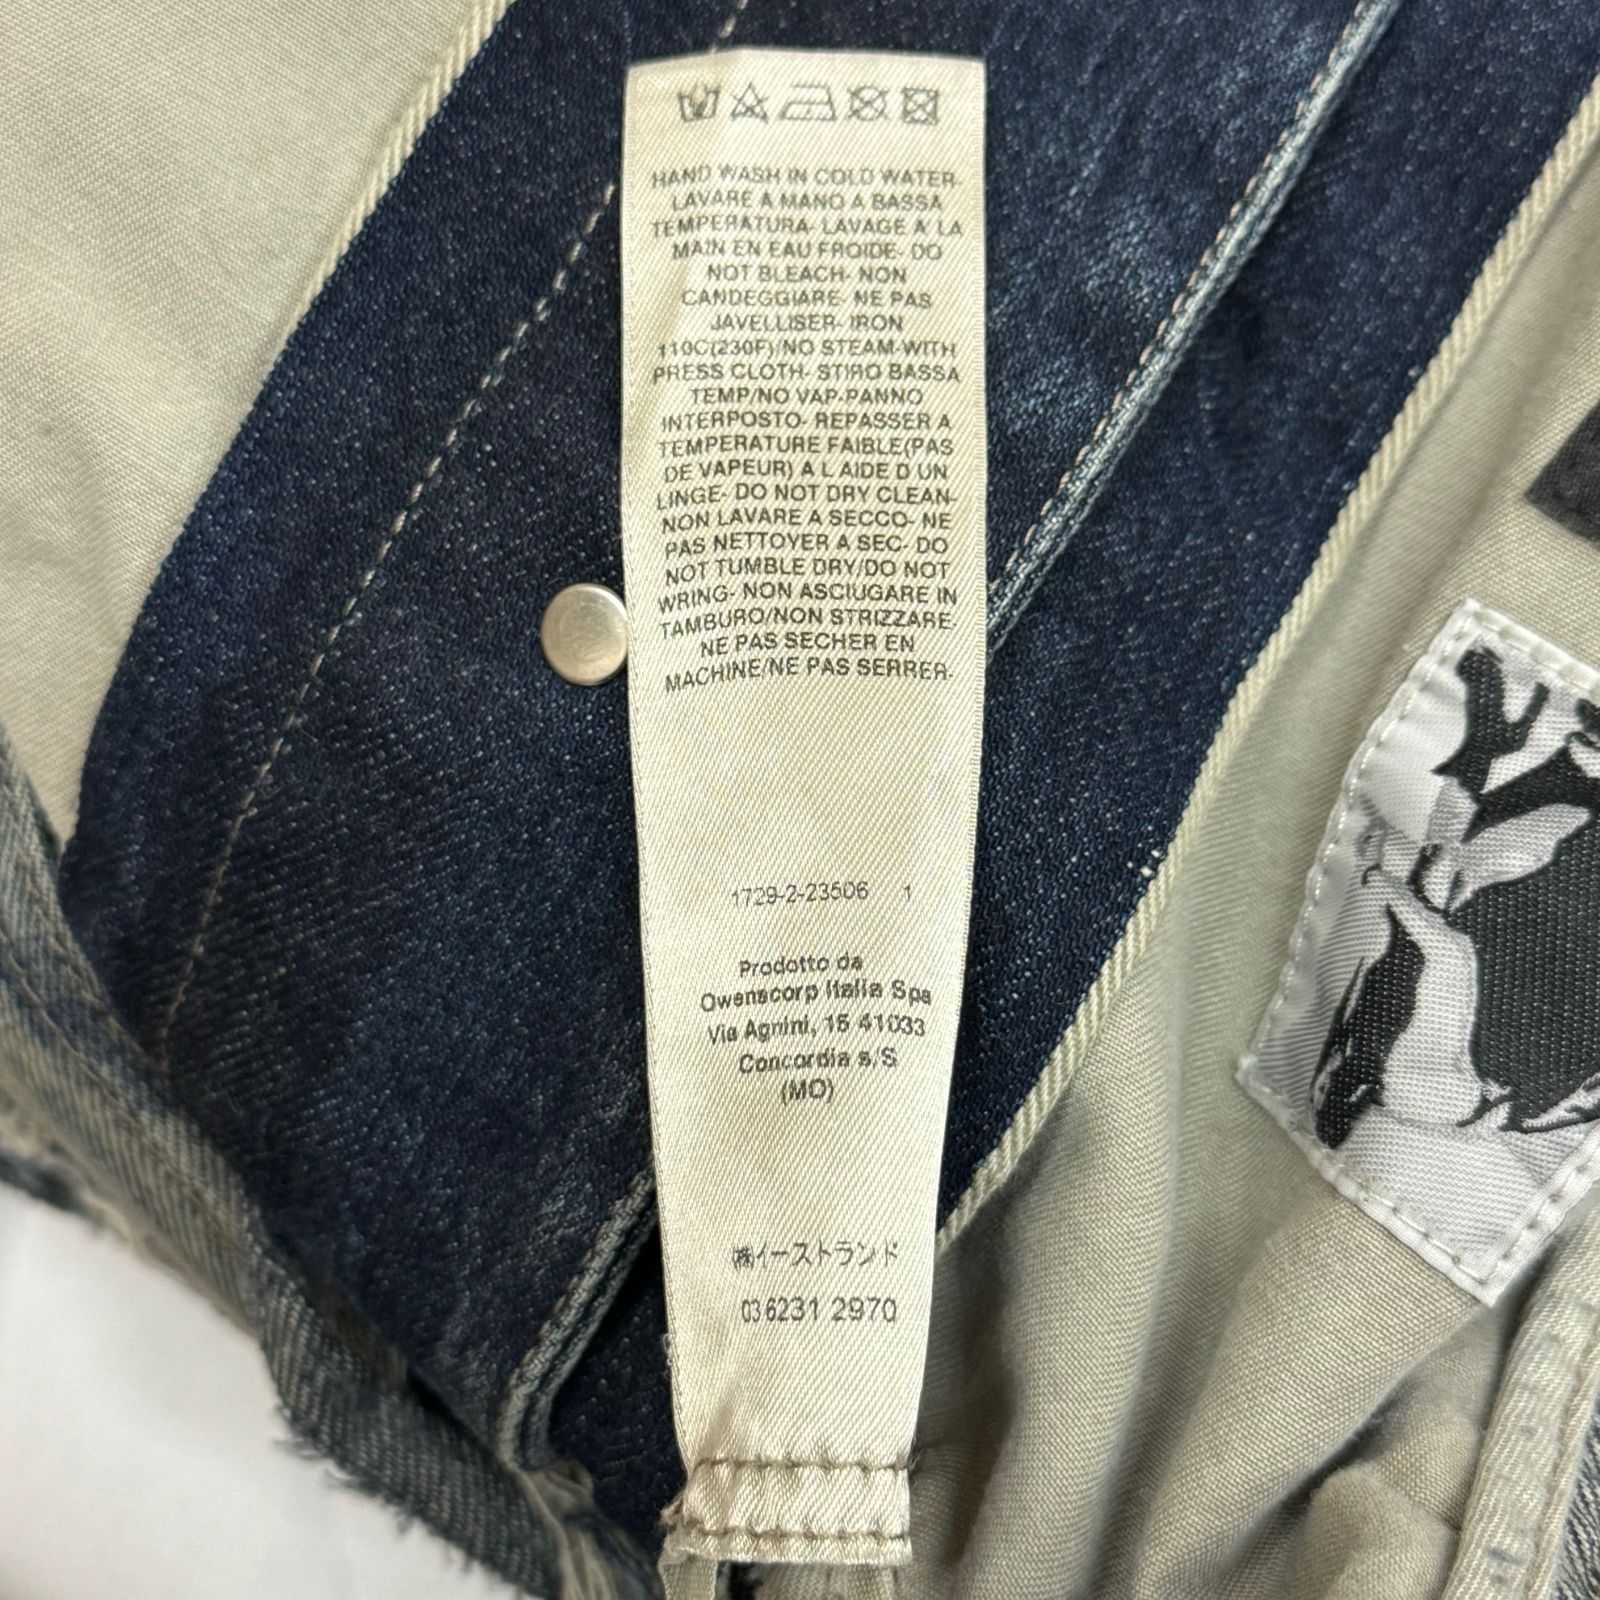 HAND WASH IN COLD WATER-
LAVARE A MANO A BASSA
TEMPERATURA- LAVAGE A LA
MAIN EN EAU FROIDE- DO
NOT BLEACH- NON
CANDEGGIARE- NE PAS
JAVELLISER- IRON
110C(230F)/NO STEAM-WITH
PRESS CLOTH- STIRO BASSA
TEMP/NO VAP-PANNO
INTERPOSTO- REPASSER A
TEMPERATURE FAIBLE(PAS
DE VAPEUR) A L AIDE D UN
LINGE- DO NOT DRY CLEAN-
NON LAVARE A SECCO- NE
PAS NETTOYER A SEC- DO
NOT TUMBLE DRY/DO NOT
WRING- NON ASCIUGARE IN
TAMBURO/NON STRIZZARE-
NE PAS SECHER EN
MACHINE/NE PAS SERRER-
1729-2-23506 1
Prodotto da
Owenscorp Italia Spa
Via Agnini, 15 41033
Concordia s/S
(MO)
㈱イーストランド
03 6231 2970